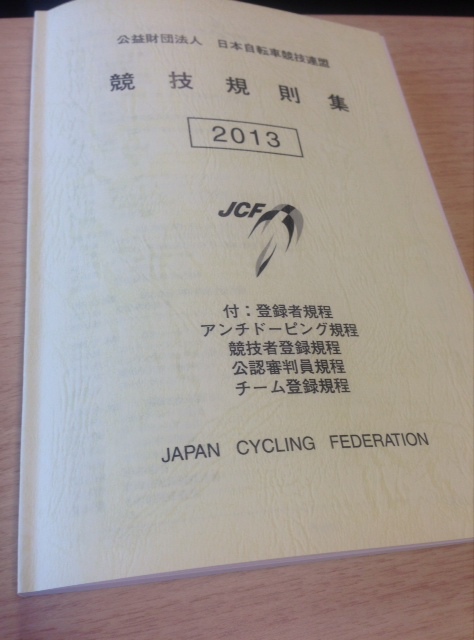 公益財団法人 日本自転車競技連盟
競技規則集
2013
JCF
付：登録者規程
アンチドーピング規程
競技者登録規程
公認審判員規程
チーム登録規程
JAPAN CYCLING FEDERATION